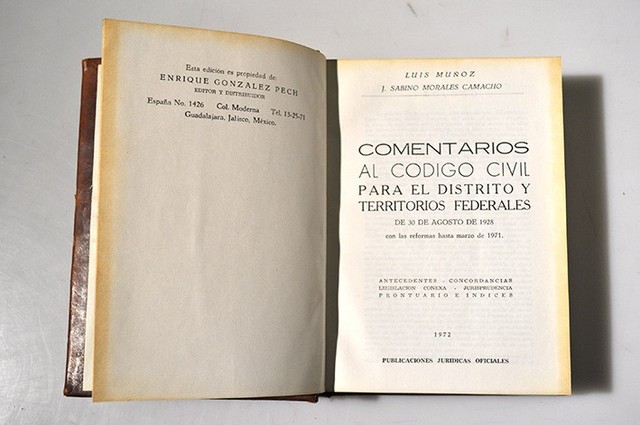 Esta edición es propiedad de:
ENRIQUE GONZALEZ PECH
EDITOR Y DISTRIBUIDOR
España No. 1426 Col. Moderna Tel. 13-25-71
Guadalajara, Jalisco, México.
LUIS MUÑOZ
J. SABINO MORALES CAMACHO
COMENTARIOS
AL CODIGO CIVIL
PARA EL DISTRITO Y
TERRITORIOS FEDERALES
DE 30 DE AGOSTO DE 1928
con las reformas hasta marzo de 1971.
ANTECEDENTES - CONCORDANCIAS
LEGISLACION CONEXA - JURISPRUDENCIA
PRONTUARIO E INDICES
1972
PUBLICACIONES JURIDICAS OFICIALES